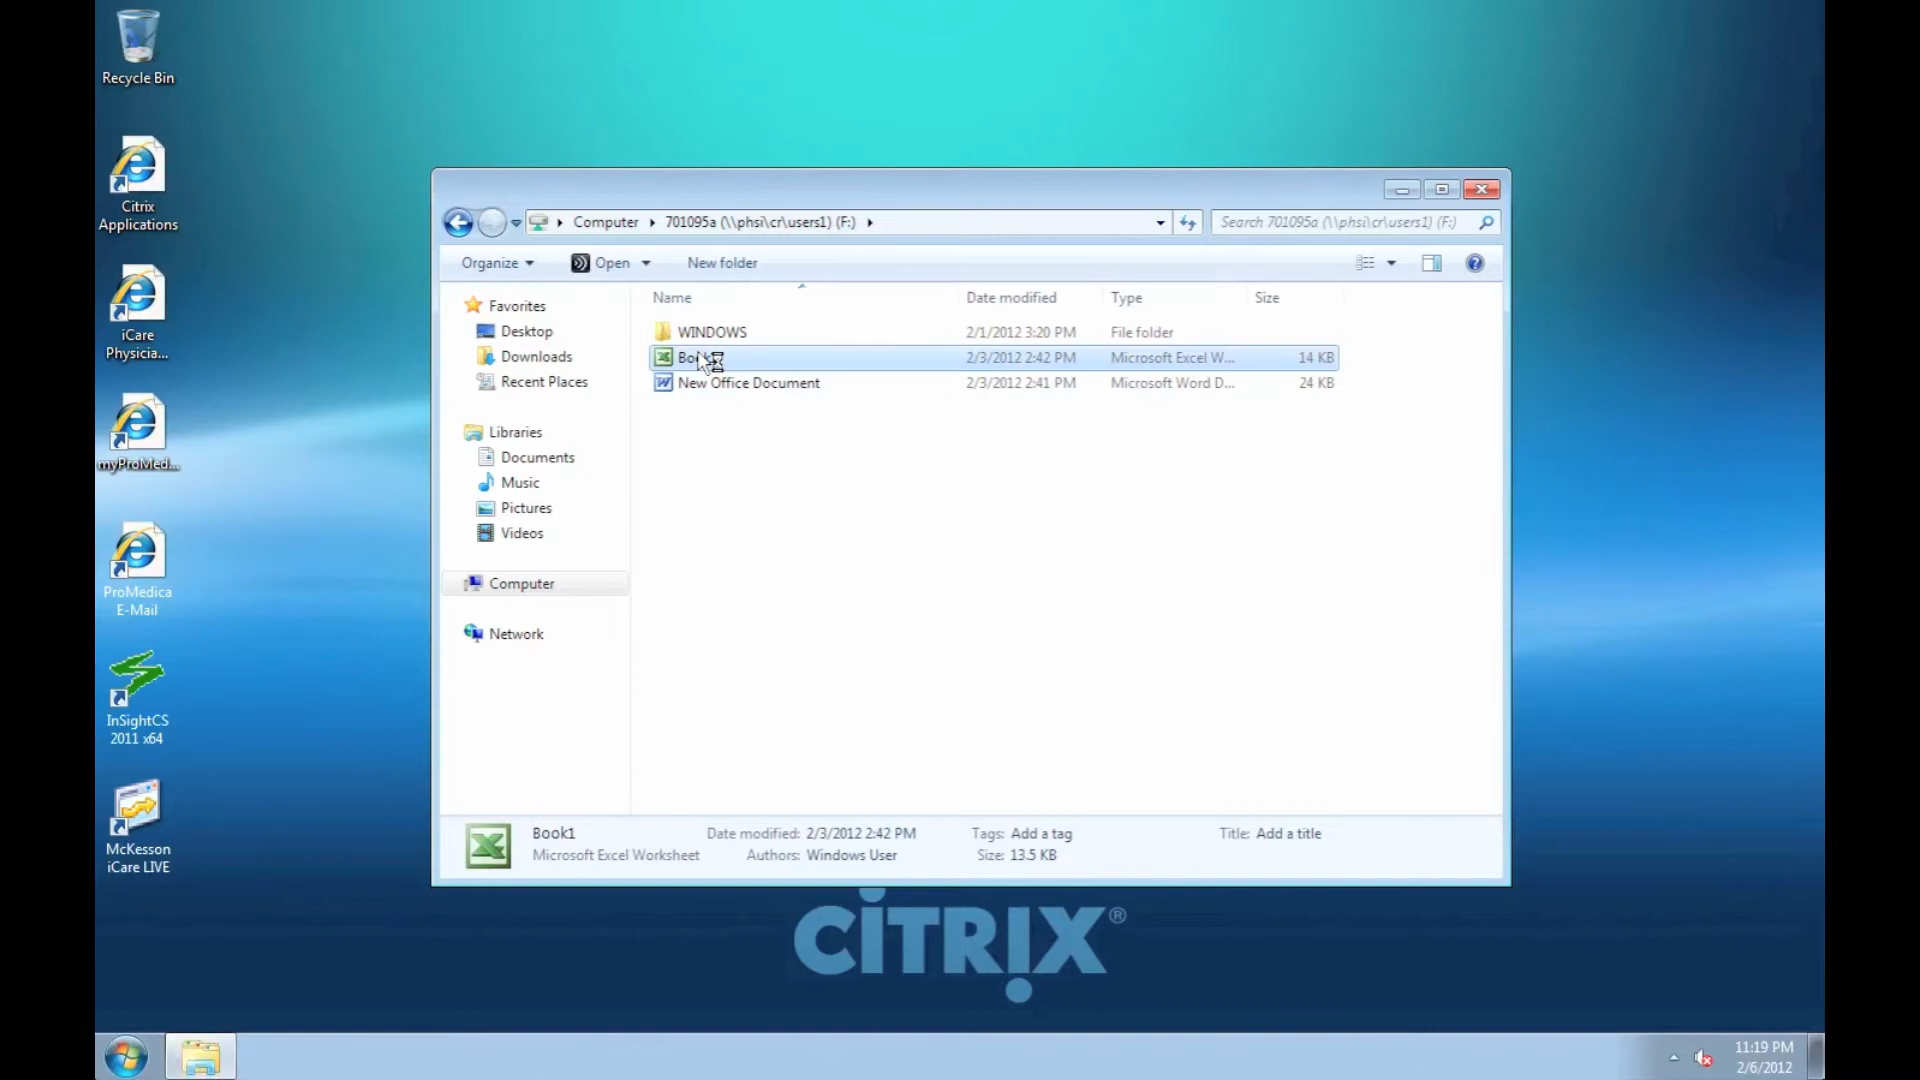 Recycle Bin
Citrix
Applications
iCare
Physicia...
myProMed...
ProMedica
E-Mail
InSightCS
2011 x64
McKesson
iCare LIVE
Computer 701095a (\\phsi\cr\users1) (F:)
Search 701095a (\\phsi\cr\users1) (F:)
Organize Open New folder
Favorites
Desktop
Downloads
Recent Places
Libraries
Documents
Music
Pictures
Videos
Computer
Network
Name Date modified Type Size
WINDOWS 2/1/2012 3:20 PM File folder
2/3/2012 2:42 PM Microsoft Excel W... 14 KB
New Office Document 2/3/2012 2:41 PM Microsoft Word D... 24 KB
Book1 Date modified: 2/3/2012 2:42 PM Tags: Add a tag Title: Add a title
Microsoft Excel Worksheet Authors: Windows User Size: 13.5 KB
CİTRIX®
11:19 PM
2/6/2012